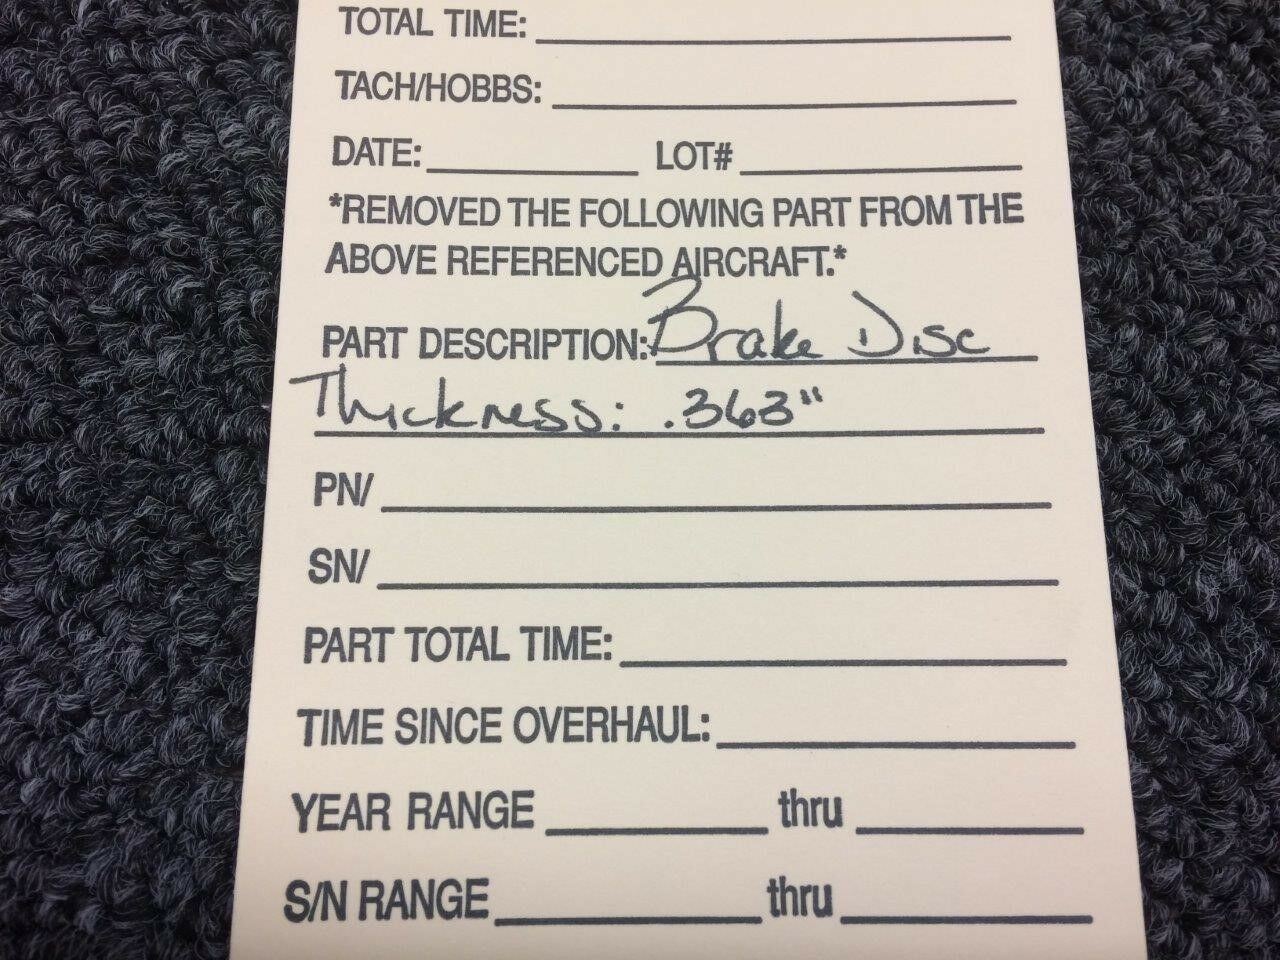 TOTAL TIME:
TACH/HOBBS:
DATE: LOT#
*REMOVED THE FOLLOWING PART FROM THE
ABOVE REFERENCED AIRCRAFT.*
PART DESCRIPTION: Brake Disc
Thickness: .363"
PN/
SN/
PART TOTAL TIME:
TIME SINCE OVERHAUL:
YEAR RANGE thru
S/N RANGE thru